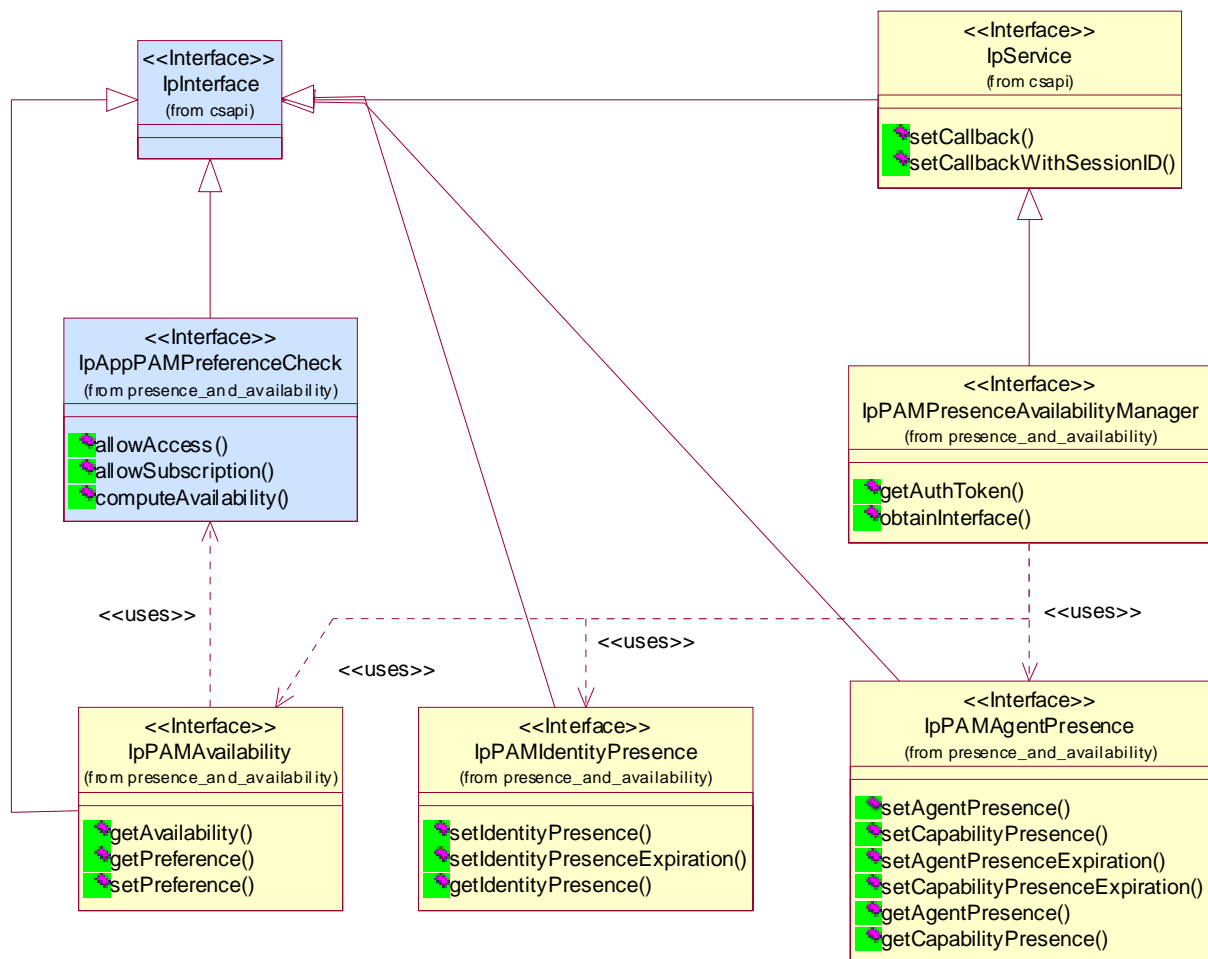 <<Interface>>
IpInterface
(from csapi)
<<Interface>>
IpService
(from csapi)
setCallback()
setCallbackWithSessionID()
<<Interface>>
IpAppPAMPreferenceCheck
(from presence_and_availability)
allowAccess()
allowSubscription()
computeAvailability()
<<Interface>>
IpPAMPresenceAvailabilityManager
(from presence_and_availability)
getAuthToken()
obtainInterface()
<<uses>>
<<uses>>
<<uses>>
<<uses>>
<<Interface>>
IpPAMAvailability
(from presence_and_availability)
getAvailability()
getPreference()
setPreference()
<<Interface>>
IpPAMIdentityPresence
(from presence_and_availability)
setIdentityPresence()
setIdentityPresenceExpiration()
getIdentityPresence()
<<Interface>>
IpPAMAgentPresence
(from presence_and_availability)
setAgentPresence()
setCapabilityPresence()
setAgentPresenceExpiration()
setCapabilityPresenceExpiration()
getAgentPresence()
getCapabilityPresence()